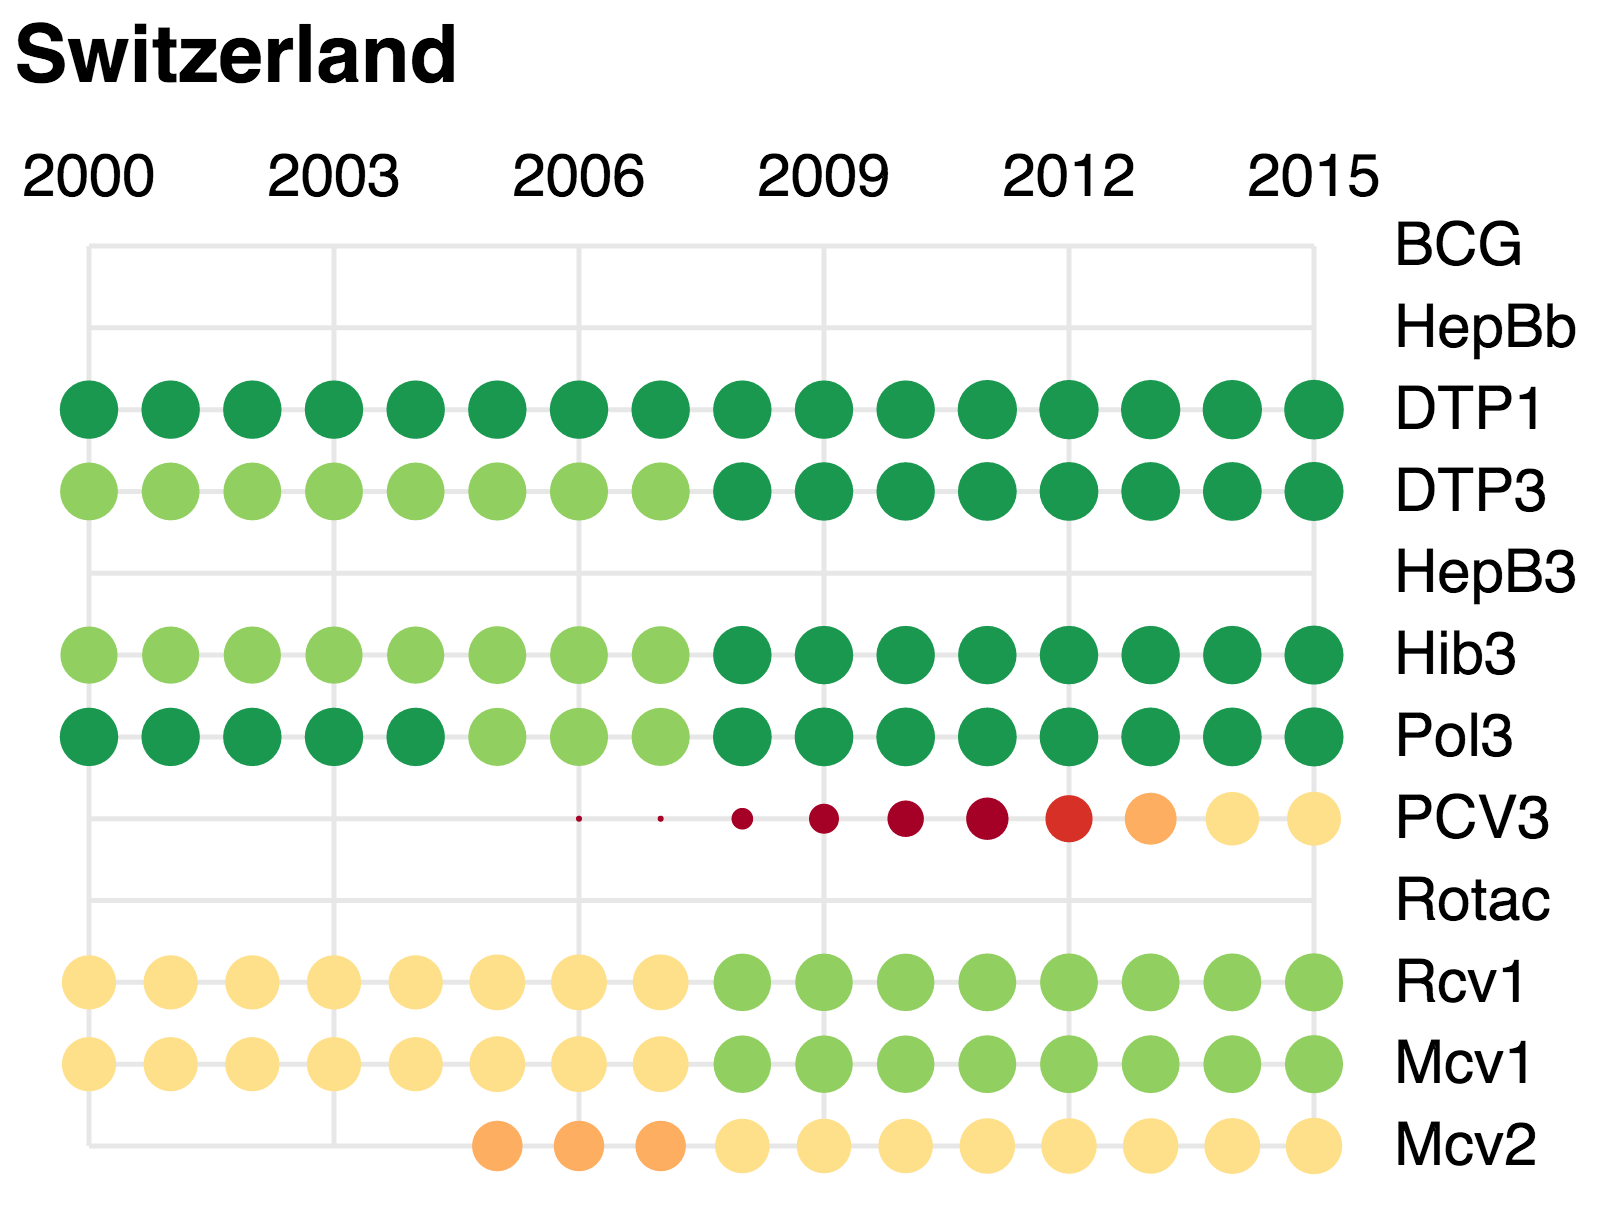 Switzerland
2000 2003 2006 2009 2012 2015
BCG
HepBb
DTP1
DTP3
HepB3
Hib3
Pol3
PCV3
Rotac
Rcv1
Mcv1
Mcv2